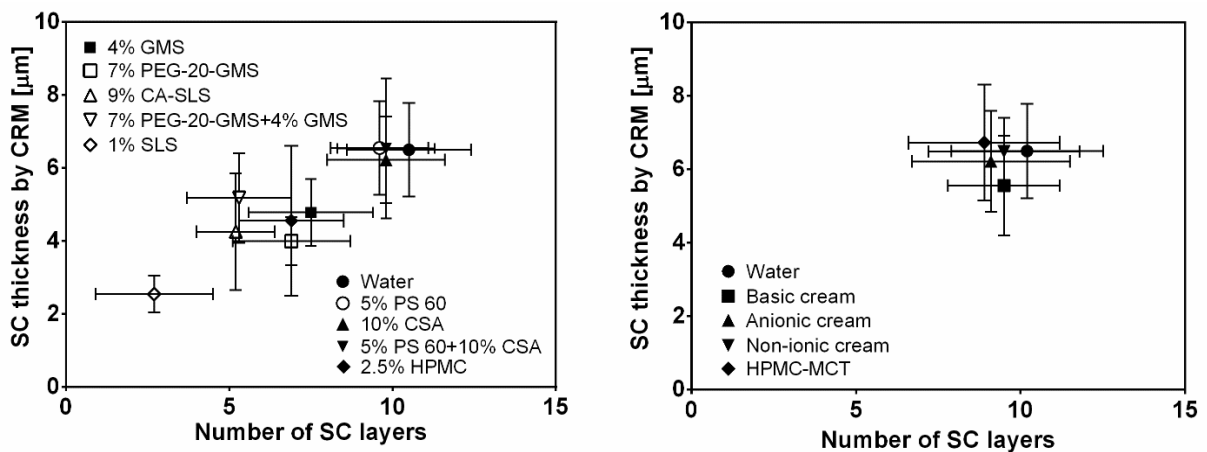 SC thickness by CRM [µm]
10
8
6
4
2
0
4% GMS
7% PEG-20-GMS
9% CA-SLS
7% PEG-20-GMS+4% GMS
1% SLS
Water
5% PS 60
10% CSA
5% PS 60+10% CSA
2.5% HPMC
0 5 10 15
Number of SC layers
SC thickness by CRM [µm]
10
8
6
4
2
0
Water
Basic cream
Anionic cream
Non-ionic cream
HPMC-MCT
0 5 10 15
Number of SC layers